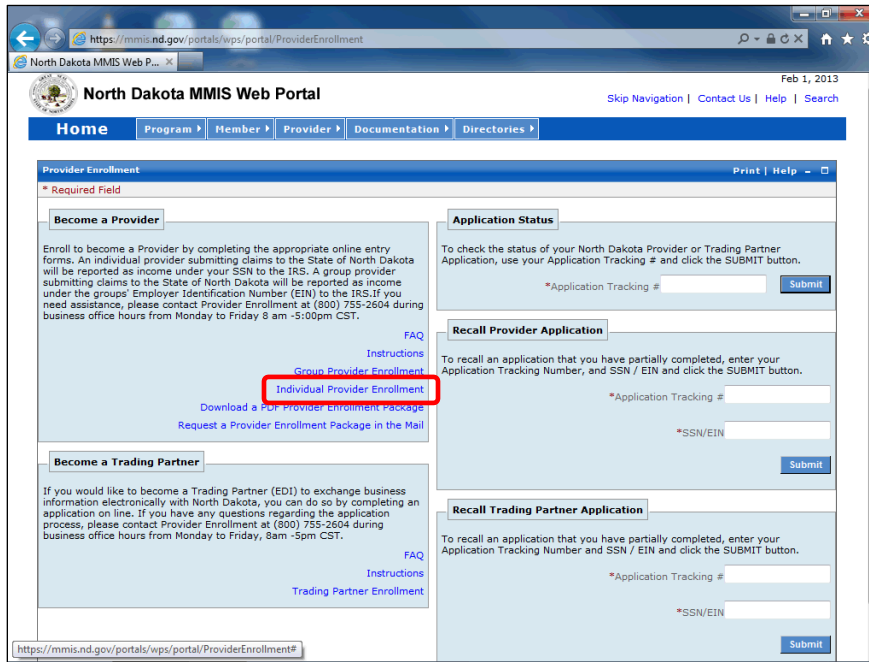 https://mmis.nd.gov/portals/wps/portal/ProviderEnrollment
North Dakota MMIS Web P...
Feb 1, 2013
North Dakota MMIS Web Portal
Skip Navigation | Contact Us | Help | Search
Home Program Member Provider Documentation Directories
Provider Enrollment
Print | Help
* Required Field
Become a Provider
Enroll to become a Provider by completing the appropriate online entry
forms. An individual provider submitting claims to the State of North Dakota
will be reported as income under your SSN to the IRS. A group provider
submitting claims to the State of North Dakota will be reported as income
under the groups' Employer Identification Number (EIN) to the IRS.If you
need assistance, please contact Provider Enrollment at (800) 755-2604 during
business office hours from Monday to Friday 8 am -5:00pm CST.
FAQ
Instructions
Group Provider Enrollment
Individual Provider Enrollment
Download a PDF Provider Enrollment Package
Request a Provider Enrollment Package in the Mail
Become a Trading Partner
If you would like to become a Trading Partner (EDI) to exchange business
information electronically with North Dakota, you can do so by completing an
application on line. If you have any questions regarding the application
process, please contact Provider Enrollment at (800) 755-2604 during
business office hours from Monday to Friday, 8am -5pm CST.
FAQ
Instructions
Trading Partner Enrollment
Application Status
To check the status of your North Dakota Provider or Trading Partner
Application, use your Application Tracking # and click the SUBMIT button.
*Application Tracking #
Submit
Recall Provider Application
To recall an application that you have partially completed, enter your
Application Tracking Number, and SSN / EIN and click the SUBMIT button.
*Application Tracking #
*SSN/EIN
Submit
Recall Trading Partner Application
To recall an application that you have partially completed, enter your
Application Tracking Number and SSN / EIN and click the SUBMIT button.
*Application Tracking #
*SSN/EIN
Submit
https://mmis.nd.gov/portals/wps/portal/ProviderEnrollment#